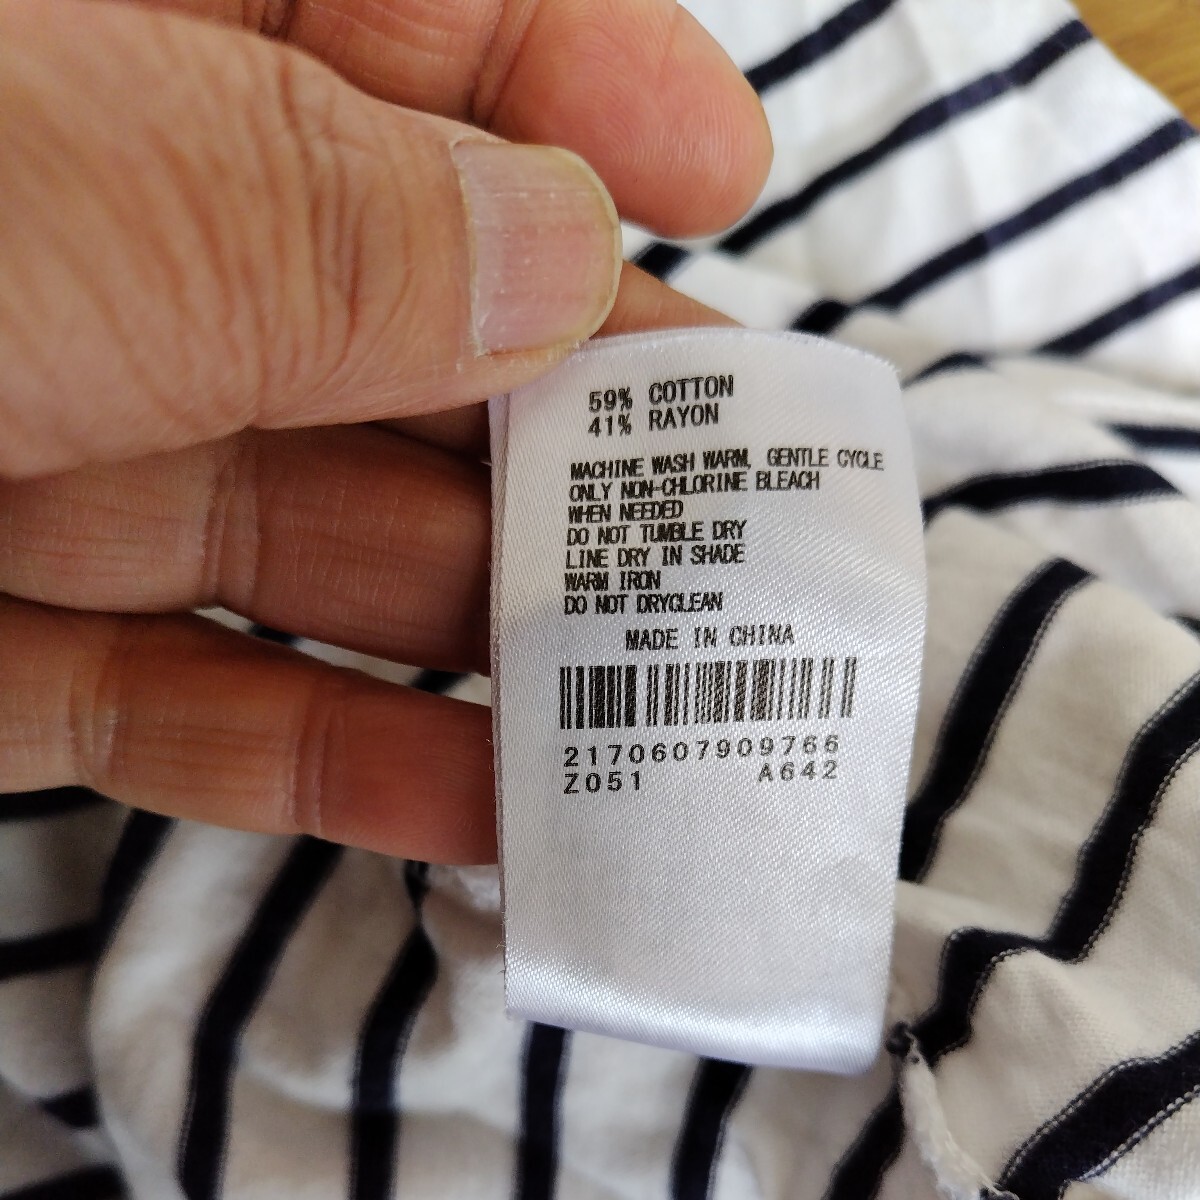 59% COTTON
41% RAYON
MACHINE WASH WARM, GENTLE CYCLE
ONLY NON-CHLORINE BLEACH
WHEN NEEDED
DO NOT TUMBLE DRY
LINE DRY IN SHADE
WARM IRON
DO NOT DRYCLEAN
MADE IN CHINA
2170607909766
Z051 A642